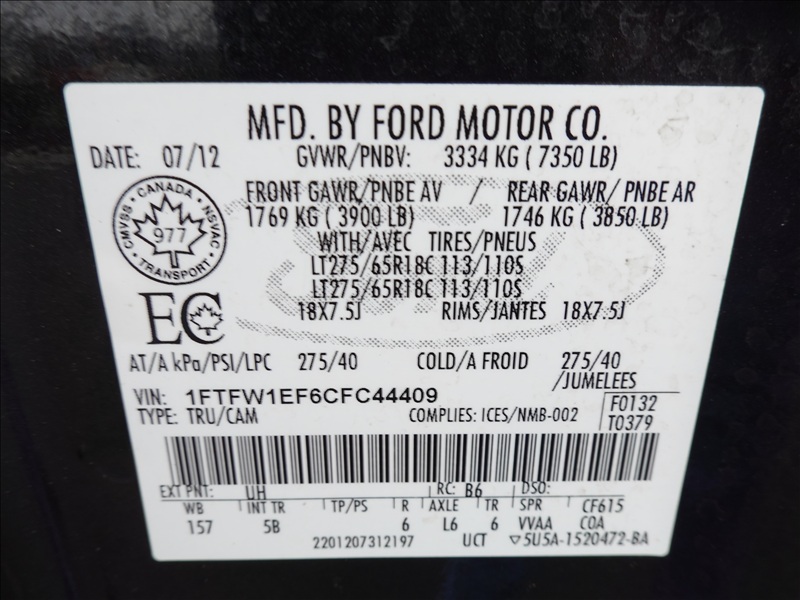 MFD. BY FORD MOTOR CO.
DATE: 07/12 GVWR/PNBV: 3334 KG ( 7350 LB)
FRONT GAWR/PNBE AV / REAR GAWR/ PNBE AR
1769 KG ( 3900 LB) 1746 KG ( 3850 LB)
WITH/AVEC TIRES/PNEUS
LT275/65R18C 113/110S
LT275/65R18C 113/110S
18X7.5J RIMS/JANTES 18X7.5J
CANADA
CMVSS 977 NSVAC
TRANSPORT
EC
AT/A kPa/PSI/LPC 275/40 COLD/A FROID 275/40
/JUMELEES
VIN: 1FTFW1EF6CFC44409
TYPE: TRU/CAM COMPLIES: ICES/NMB-002
F0132
T0379
EXT PNT: UH RC: B6 DSO:
WB INT TR TP/PS R AXLE TR SPR CF615
157 5B 6 L6 6 VVAA COA
2201207312197 UCT ▽5U5A-1520472-BA